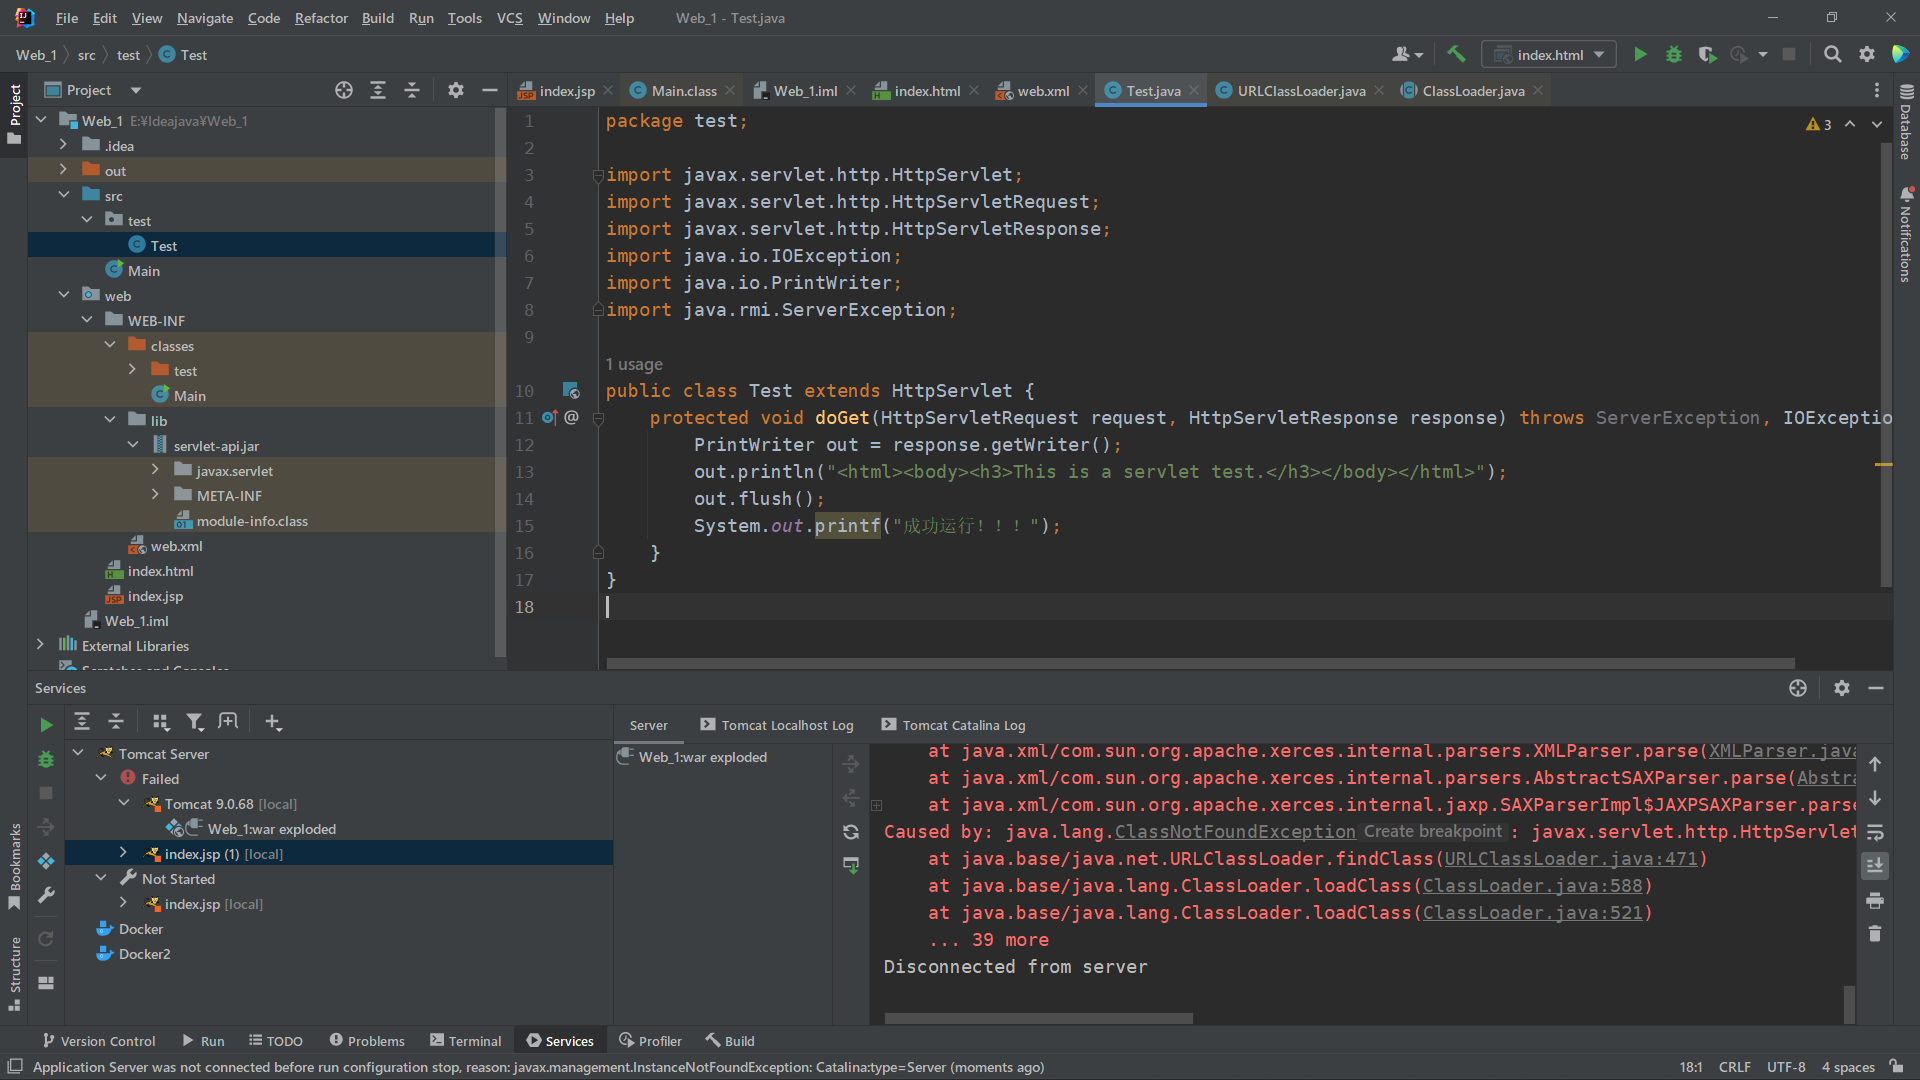 File Edit View Navigate Code Refactor Build Run Tools VCS Window Help Web_1 - Test.java
Web_1 src test Test
index.html
Project
index.jsp Main.class Web_1.iml index.html web.xml Test.java URLClassLoader.java ClassLoader.java
Web_1 E:¥Ideajava¥Web_1
.idea
out
src
test
Test
Main
web
WEB-INF
classes
test
Main
lib
servlet-api.jar
javax.servlet
META-INF
module-info.class
web.xml
index.html
index.jsp
Web_1.iml
External Libraries
Scratches and Consoles
Project
Bookmarks
Structure
Database
Notifications
3
1 package test;
2
3 import javax.servlet.http.HttpServlet;
4 import javax.servlet.http.HttpServletRequest;
5 import javax.servlet.http.HttpServletResponse;
6 import java.io.IOException;
7 import java.io.PrintWriter;
8 import java.rmi.ServerException;
9
1 usage
10 public class Test extends HttpServlet {
11 @ protected void doGet(HttpServletRequest request, HttpServletResponse response) throws ServerException, IOExceptio
12 PrintWriter out = response.getWriter();
13 out.println("<html><body><h3>This is a servlet test.</h3></body></html>");
14 out.flush();
15 System.out.printf("成功运行！！！");
16 }
17 }
18
Services
Server Tomcat Localhost Log Tomcat Catalina Log
Tomcat Server
Failed
Tomcat 9.0.68 [local]
Web_1:war exploded
index.jsp (1) [local]
Not Started
index.jsp [local]
Docker
Docker2
Web_1:war exploded
at java.xml/com.sun.org.apache.xerces.internal.parsers.XMLParser.parse(XMLParser.java
at java.xml/com.sun.org.apache.xerces.internal.parsers.AbstractSAXParser.parse(Abstra
at java.xml/com.sun.org.apache.xerces.internal.jaxp.SAXParserImpl$JAXPSAXParser.parse
Caused by: java.lang.ClassNotFoundException Create breakpoint : javax.servlet.http.HttpServlet
at java.base/java.net.URLClassLoader.findClass(URLClassLoader.java:471)
at java.base/java.lang.ClassLoader.loadClass(ClassLoader.java:588)
at java.base/java.lang.ClassLoader.loadClass(ClassLoader.java:521)
... 39 more
Disconnected from server
Version Control Run TODO Problems Terminal Services Profiler Build
Application Server was not connected before run configuration stop, reason: javax.management.InstanceNotFoundException: Catalina:type=Server (moments ago) 18:1 CRLF UTF-8 4 spaces